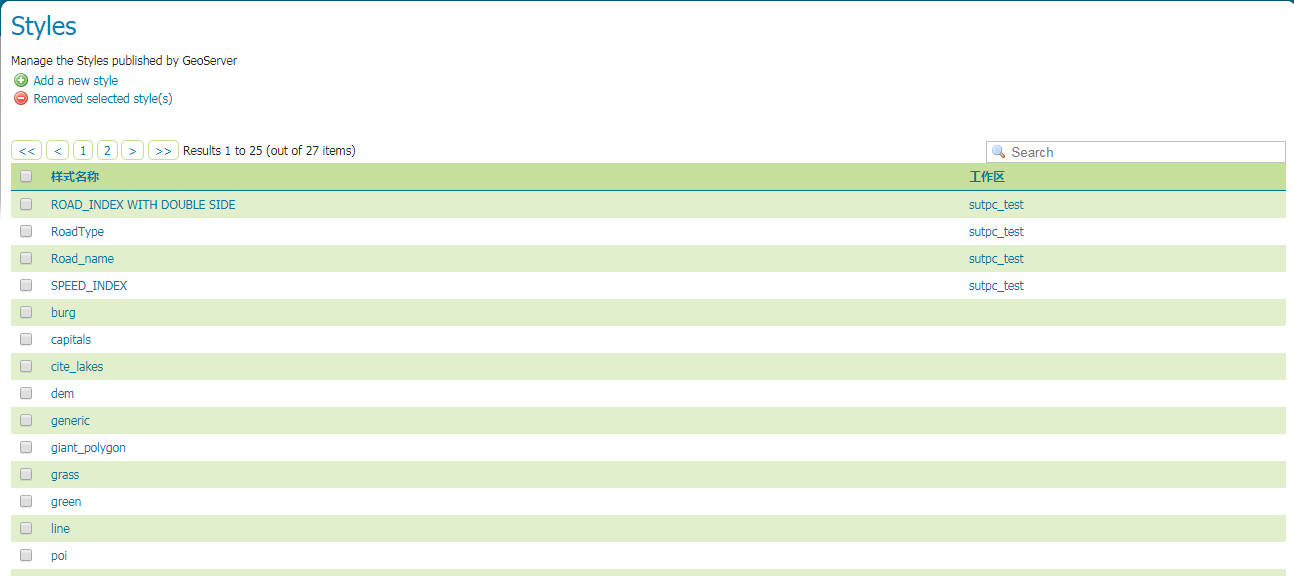 Styles
Manage the Styles published by GeoServer
Add a new style
Removed selected style(s)
<< < 1 2 > >> Results 1 to 25 (out of 27 items) Search
样式名称 工作区
ROAD_INDEX WITH DOUBLE SIDE sutpc_test
RoadType sutpc_test
Road_name sutpc_test
SPEED_INDEX sutpc_test
burg
capitals
cite_lakes
dem
generic
giant_polygon
grass
green
line
poi